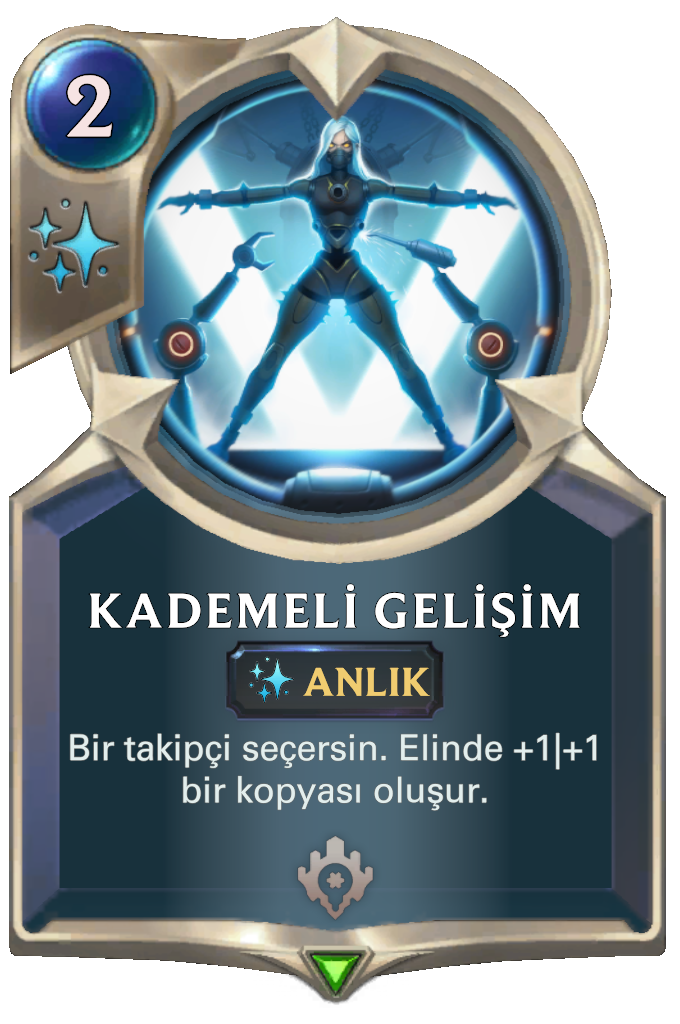 2
KADEMELİ GELİŞİM
ANLIK
Bir takipçi seçersin. Elinde +1|+1
bir kopyası oluşur.